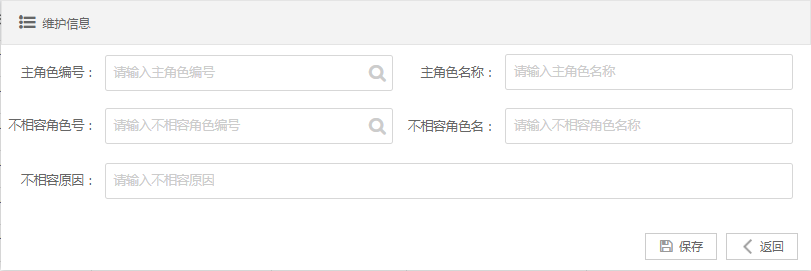 维护信息
主角色编号： 请输入主角色编号 主角色名称： 请输入主角色名称
不相容角色号： 请输入不相容角色编号 不相容角色名： 请输入不相容角色名称
不相容原因： 请输入不相容原因
保存 返回